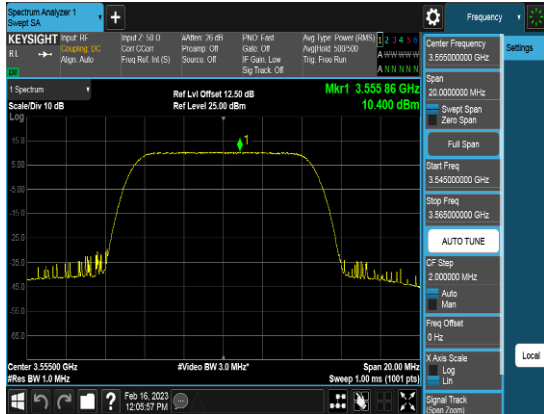 Spectrum Analyzer 1
Swept SA
+
Frequency
KEYSIGHT
RL
Input: RF
Coupling: DC
Align: Auto
Input Z: 50 Ω
Corr CCorr
Freq Ref: Int (S)
#Atten: 26 dB
Preamp: Off
Source: Off
PNO: Fast
Gate: Off
IF Gain: Low
Sig Track: Off
Avg Type: Power (RMS)
Avg|Hold: 500/500
Trig: Free Run
1 2 3 4 5 6
A W W W W W
A N N N N N
1 Spectrum
Scale/Div 10 dB
Log
Ref Lvl Offset 12.50 dB
Ref Level 25.00 dBm
Mkr1 3.555 86 GHz
10.400 dBm
15.0
5.00
-5.00
-15.0
-25.0
-35.0
-45.0
-55.0
-65.0
1
Center 3.55500 GHz
#Res BW 1.0 MHz
#Video BW 3.0 MHz*
Span 20.00 MHz
Sweep 1.00 ms (1001 pts)
Feb 16, 2023
12:05:57 PM
?
Center Frequency
3.555000000 GHz
Span
20.0000000 MHz
Swept Span
Zero Span
Full Span
Start Freq
3.545000000 GHz
Stop Freq
3.565000000 GHz
AUTO TUNE
CF Step
2.000000 MHz
Auto
Man
Freq Offset
0 Hz
X Axis Scale
Log
Lin
Signal Track
(Span Zoom)
Settings
Local